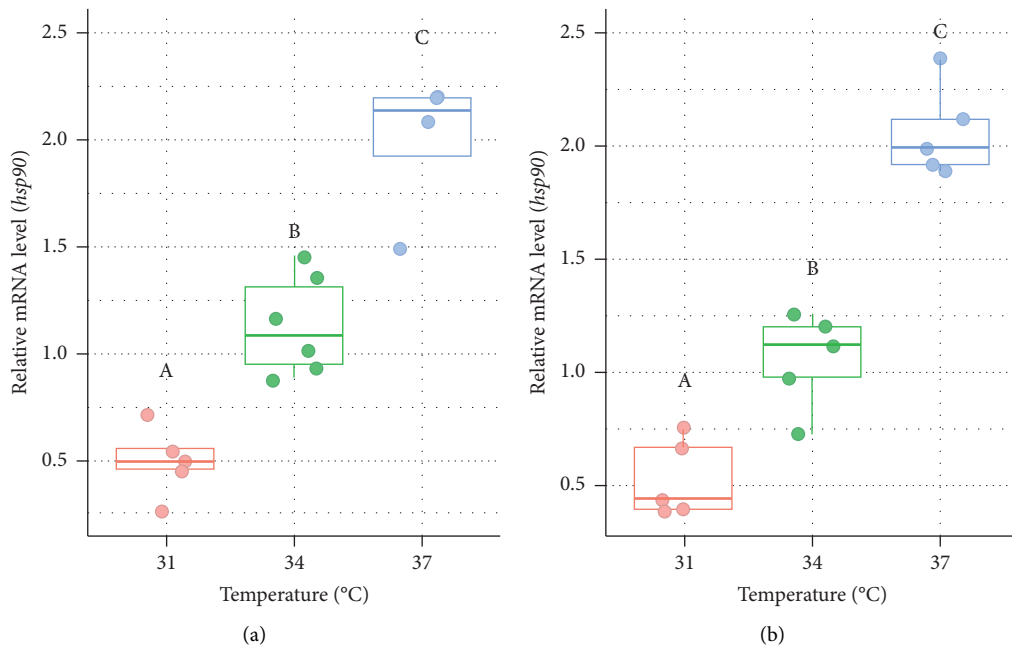 2.5
2.0
1.5
1.0
0.5
Relative mRNA level (hsp90)
A
B
C
31
34
37
Temperature (°C)
(a)
2.5
2.0
1.5
1.0
0.5
Relative mRNA level (hsp90)
A
B
C
31
34
37
Temperature (°C)
(b)